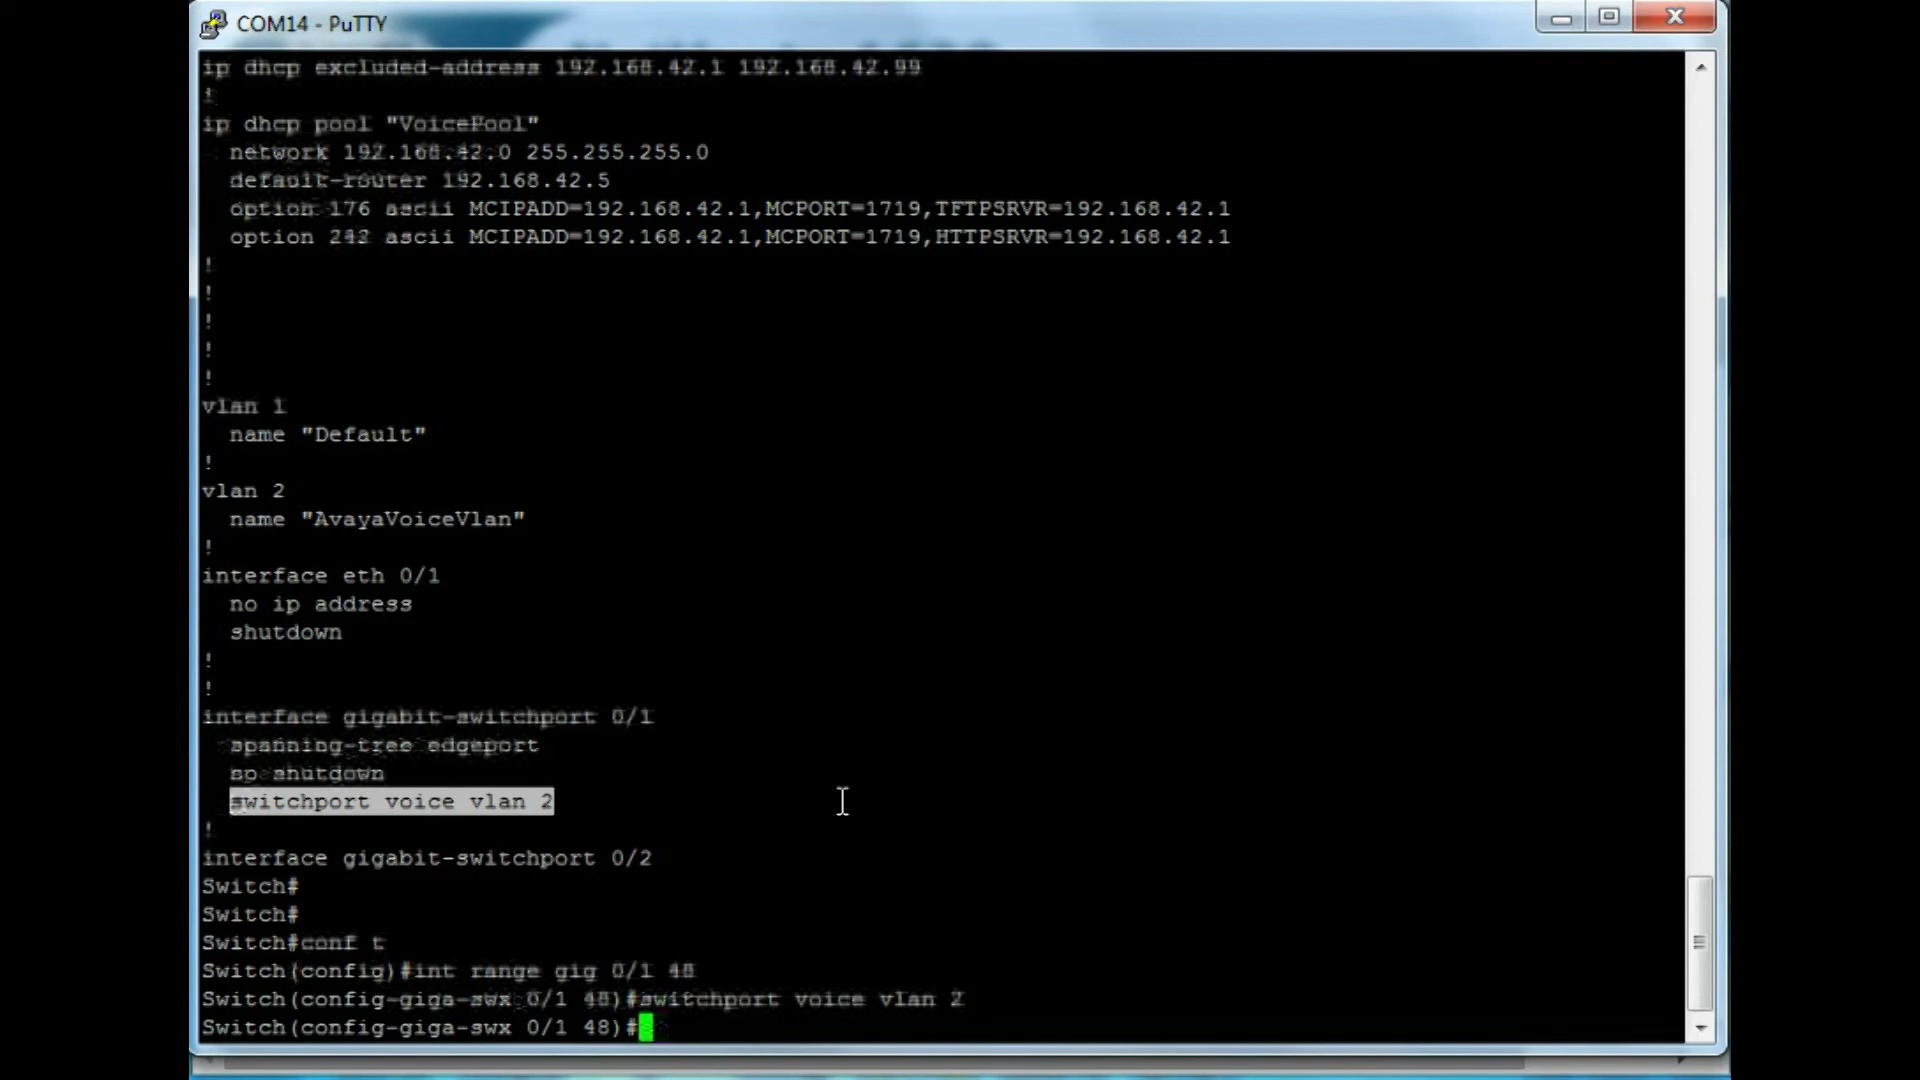 COM14 - PuTTY
ip dhcp excluded-address 192.168.42.1 192.168.42.99
!
ip dhcp pool "VoicePool"
network 192.168.42.0 255.255.255.0
default-router 192.168.42.5
option 176 ascii MCIPADD=192.168.42.1,MCPORT=1719,TFTPSRVR=192.168.42.1
option 242 ascii MCIPADD=192.168.42.1,MCPORT=1719,HTTPSRVR=192.168.42.1
!
!
!
!
!
vlan 1
name "Default"
!
vlan 2
name "AvayaVoiceVlan"
!
interface eth 0/1
no ip address
shutdown
!
!
interface gigabit-switchport 0/1
spanning-tree edgeport
no shutdown
switchport voice vlan 2
!
interface gigabit-switchport 0/2
Switch#
Switch#
Switch#conf t
Switch(config)#int range gig 0/1 48
Switch(config-giga-swx 0/1 48)#switchport voice vlan 2
Switch(config-giga-swx 0/1 48)#